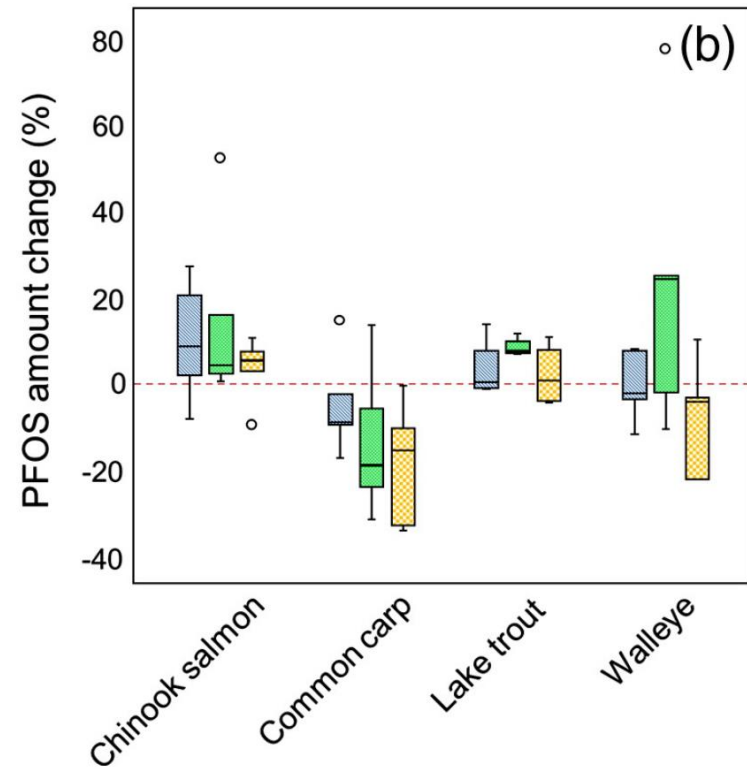 (b)
PFOS amount change (%)
80
60
40
20
0
-20
-40
Chinook salmon
Common carp
Lake trout
Walleye